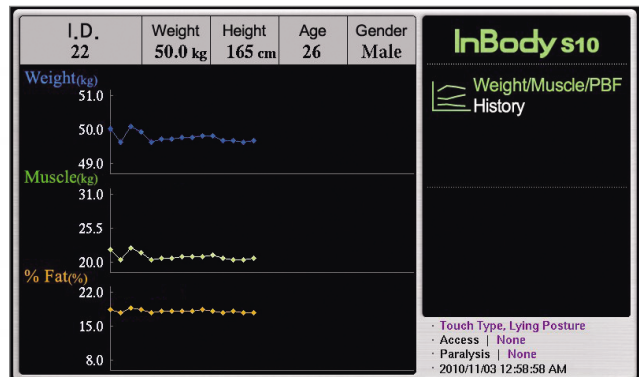 I.D. Weight Height Age Gender
22 50.0 kg 165 cm 26 Male
InBody S10
Weight/Muscle/PBF
History
Weight(kg)
51.0
50.0
49.0
Muscle(kg)
31.0
25.5
20.0
% Fat(%)
22.0
15.0
8.0
· Touch Type, Lying Posture
· Access | None
· Paralysis | None
· 2010/11/03 12:58:58 AM